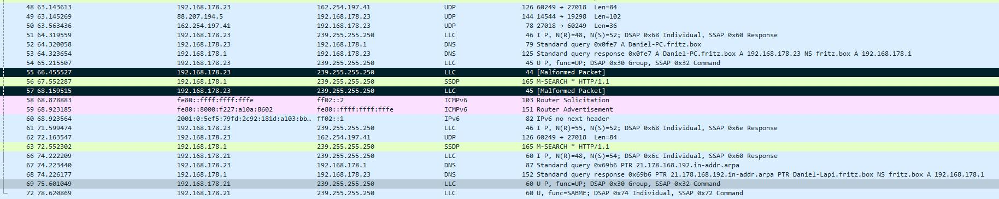 48 63.143613 192.168.178.23 162.254.197.41 UDP 126 60249 → 27018 Len=84
49 63.145269 88.207.194.5 192.168.178.23 UDP 144 14544 → 19298 Len=102
50 63.563436 162.254.197.41 192.168.178.23 UDP 78 27018 → 60249 Len=36
51 64.319559 192.168.178.23 239.255.255.250 LLC 46 I P, N(R)=48, N(S)=52; DSAP 0x68 Individual, SSAP 0x60 Response
52 64.320058 192.168.178.23 192.168.178.1 DNS 79 Standard query 0x0fe7 A Daniel-PC.fritz.box
53 64.323654 192.168.178.1 192.168.178.23 DNS 125 Standard query response 0x0fe7 A Daniel-PC.fritz.box A 192.168.178.23 NS fritz.box A 192.168.178.1
54 65.215507 192.168.178.23 239.255.255.250 LLC 45 U P, func=UP; DSAP 0x30 Group, SSAP 0x32 Command
55 66.455527 192.168.178.23 239.255.255.250 LLC 44 [Malformed Packet]
56 67.552287 192.168.178.1 239.255.255.250 SSDP 165 M-SEARCH * HTTP/1.1
57 68.159515 192.168.178.23 239.255.255.250 LLC 45 [Malformed Packet]
58 68.878883 fe80::ffff:ffff:fffe ff02::2 ICMPv6 103 Router Solicitation
59 68.923185 fe80::8000:f227:a10a:8602 fe80::ffff:ffff:fffe ICMPv6 151 Router Advertisement
60 68.923564 2001:0:5ef5:79fd:2c92:181d:a103:bb… ff02::1 IPv6 82 IPv6 no next header
61 71.599474 192.168.178.23 239.255.255.250 LLC 46 I P, N(R)=55, N(S)=52; DSAP 0x68 Individual, SSAP 0x6e Response
62 72.163547 192.168.178.23 162.254.197.41 UDP 126 60249 → 27018 Len=84
63 72.552302 192.168.178.1 239.255.255.250 SSDP 165 M-SEARCH * HTTP/1.1
66 74.222209 192.168.178.21 239.255.255.250 LLC 60 I P, N(R)=48, N(S)=54; DSAP 0x6c Individual, SSAP 0x60 Response
67 74.223440 192.168.178.23 192.168.178.1 DNS 87 Standard query 0x69b6 PTR 21.178.168.192.in-addr.arpa
68 74.226177 192.168.178.1 192.168.178.23 DNS 152 Standard query response 0x69b6 PTR 21.178.168.192.in-addr.arpa PTR Daniel-Lapi.fritz.box NS fritz.box A 192.168.178.1
69 75.601049 192.168.178.21 239.255.255.250 LLC 60 U P, func=UP; DSAP 0x30 Group, SSAP 0x32 Command
72 78.620869 192.168.178.21 239.255.255.250 LLC 60 U, func=SABME; DSAP 0x74 Individual, SSAP 0x72 Command